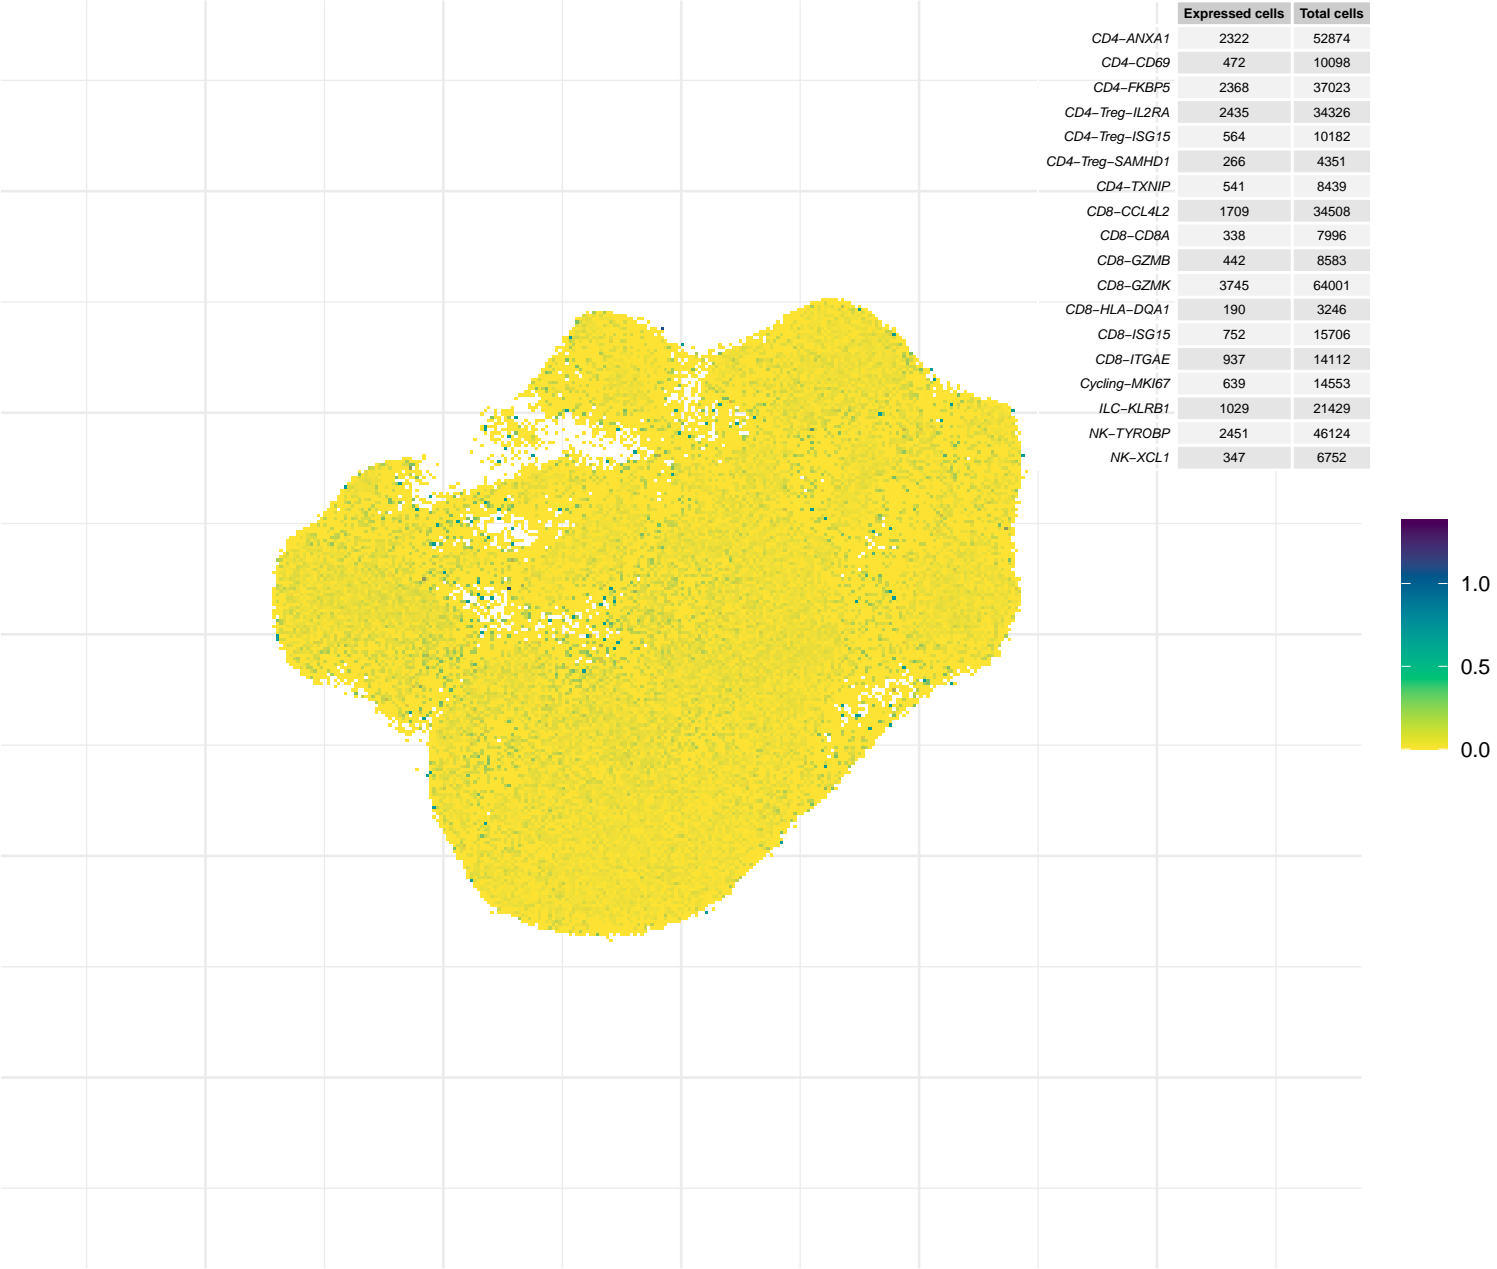 Expressed cells Total cells
CD4−ANXA1 2322 52874
CD4−CD69 472 10098
CD4−FKBP5 2368 37023
CD4−Treg−IL2RA 2435 34326
CD4−Treg−ISG15 564 10182
CD4−Treg−SAMHD1 266 4351
CD4−TXNIP 541 8439
CD8−CCL4L2 1709 34508
CD8−CD8A 338 7996
CD8−GZMB 442 8583
CD8−GZMK 3745 64001
CD8−HLA−DQA1 190 3246
CD8−ISG15 752 15706
CD8−ITGAE 937 14112
Cycling−MKI67 639 14553
ILC−KLRB1 1029 21429
NK−TYROBP 2451 46124
NK−XCL1 347 6752
1.0
0.5
0.0